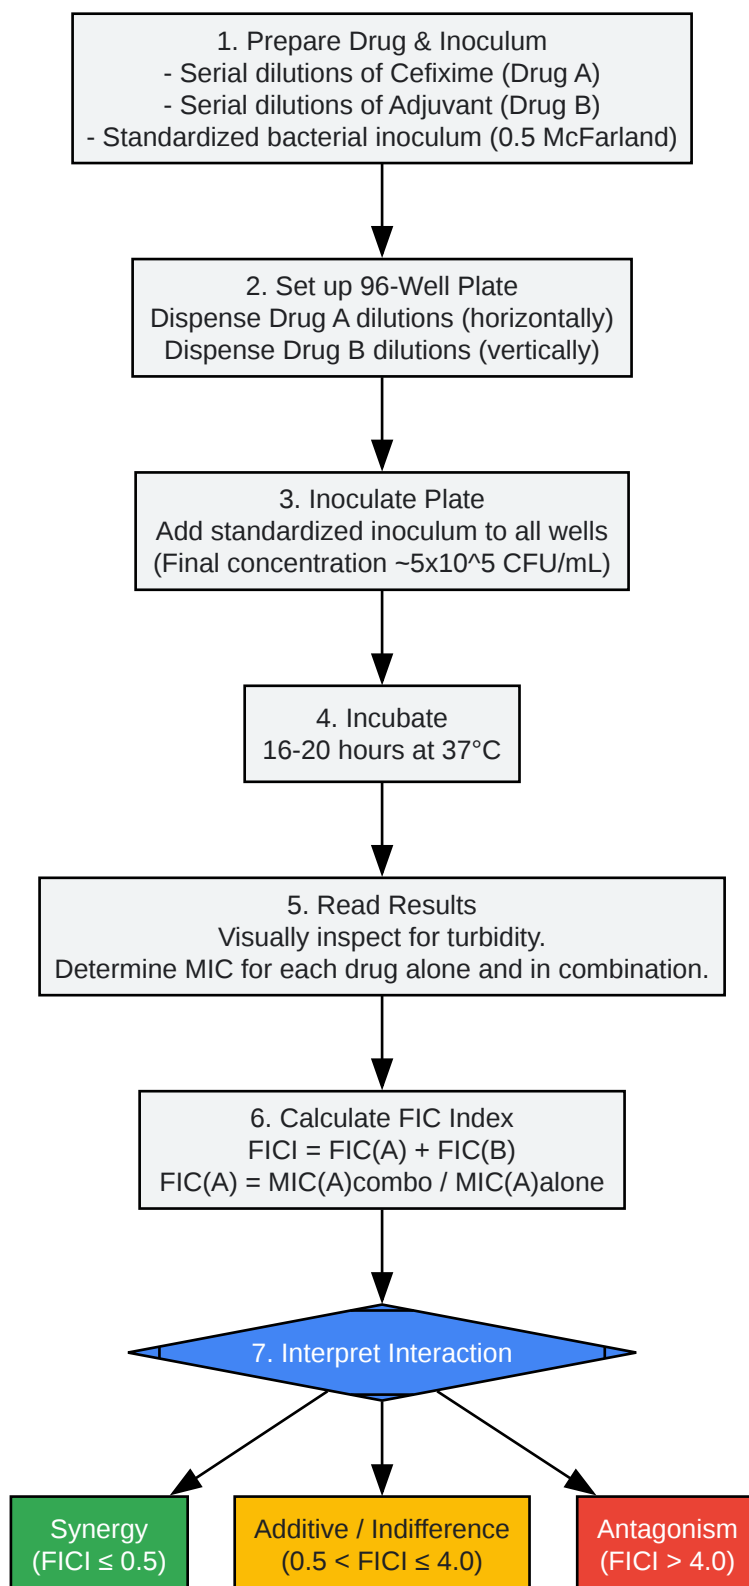 1. Prepare Drug & Inoculum
- Serial dilutions of Cefixime (Drug A)
- Serial dilutions of Adjuvant (Drug B)
- Standardized bacterial inoculum (0.5 McFarland)
2. Set up 96-Well Plate
Dispense Drug A dilutions (horizontally)
Dispense Drug B dilutions (vertically)
3. Inoculate Plate
Add standardized inoculum to all wells
(Final concentration ~5x10^5 CFU/mL)
4. Incubate
16-20 hours at 37°C
5. Read Results
Visually inspect for turbidity.
Determine MIC for each drug alone and in combination.
6. Calculate FIC Index
FICI = FIC(A) + FIC(B)
FIC(A) = MIC(A)combo / MIC(A)alone
7. Interpret Interaction
Synergy
(FICI ≤ 0.5)
Additive / Indifference
(0.5 < FICI ≤ 4.0)
Antagonism
(FICI > 4.0)